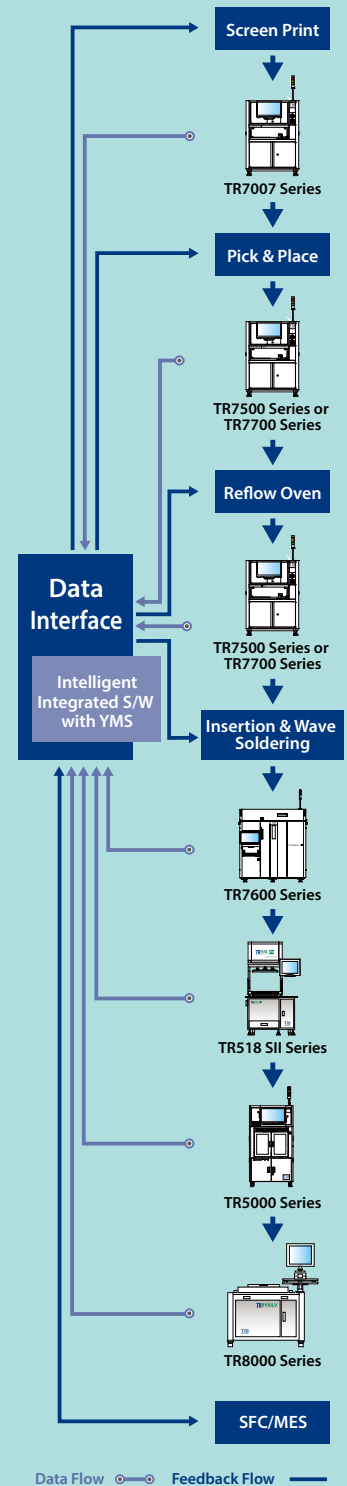 Screen Print
TR7007 Series
Pick & Place
TR7500 Series or
TR7700 Series
Reflow Oven
Data
Interface
Intelligent
Integrated S/W
with YMS
TR7500 Series or
TR7700 Series
Insertion & Wave
Soldering
TR7600 Series
TR518 SII Series
TR5000 Series
TR8000 Series
SFC/MES
Data Flow
Feedback Flow